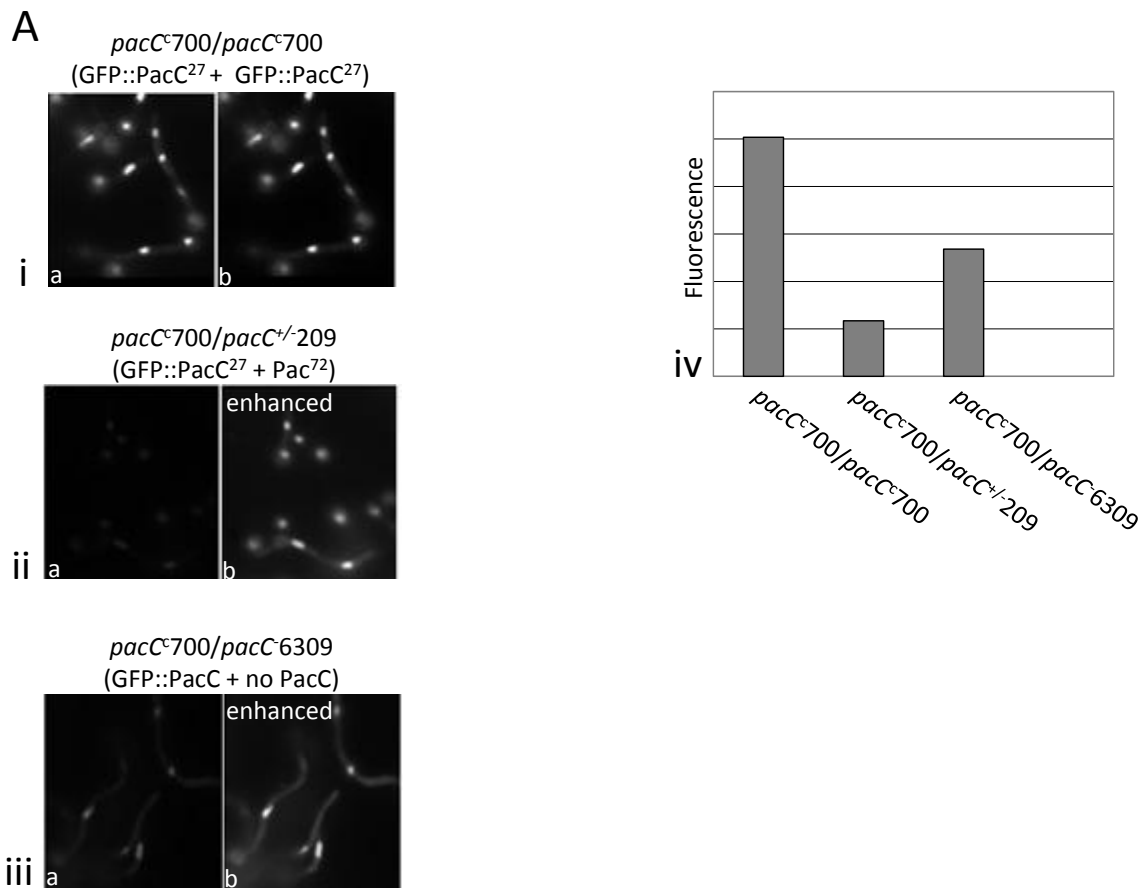 A
pacCᶜ700/pacCᶜ700
(GFP::PacC²⁷ + GFP::PacC²⁷)
i
a
b
pacCᶜ700/pacC⁺/⁻209
(GFP::PacC²⁷ + Pac⁷²)
enhanced
ii
a
b
pacCᶜ700/pacC⁻6309
(GFP::PacC + no PacC)
enhanced
iii
a
b
Fluorescence
iv
pacCᶜ700/pacCᶜ700
pacCᶜ700/pacC⁺/⁻209
pacCᶜ700/pacC⁻6309